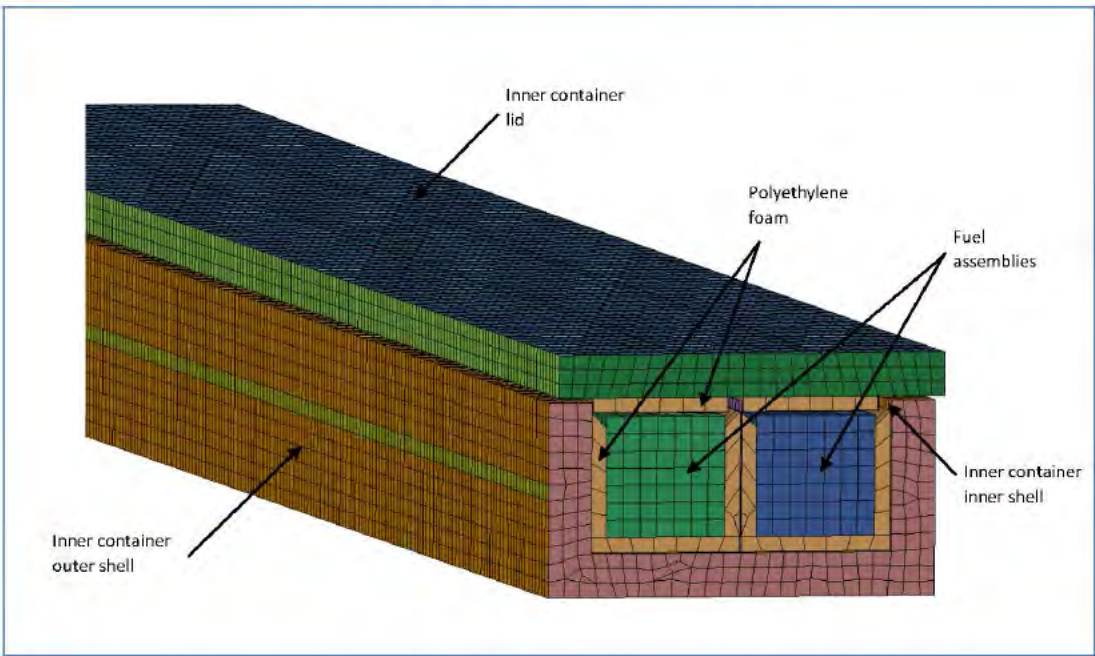 Inner container
lid
Polyethylene
foam
Fuel
assemblies
Inner container
inner shell
Inner container
outer shell